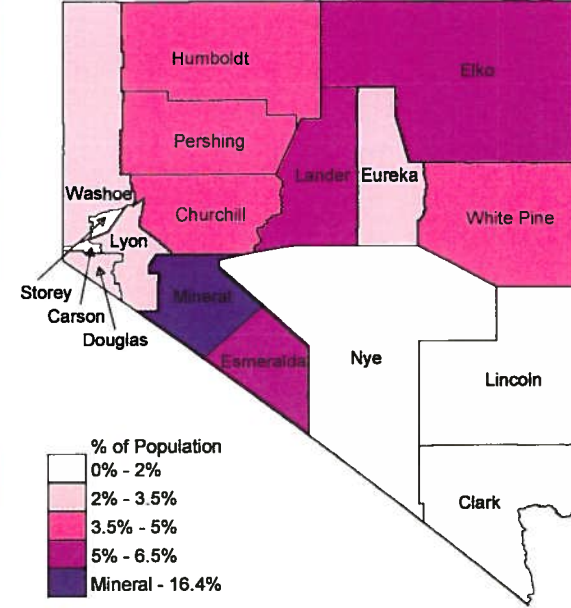 Humboldt
Elko
Pershing
Lander
Eureka
Washoe
Churchill
White Pine
Lyon
Storey
Carson
Douglas
Mineral
Esmeralda
Nye
Lincoln
Clark
% of Population
0% - 2%
2% - 3.5%
3.5% - 5%
5% - 6.5%
Mineral - 16.4%